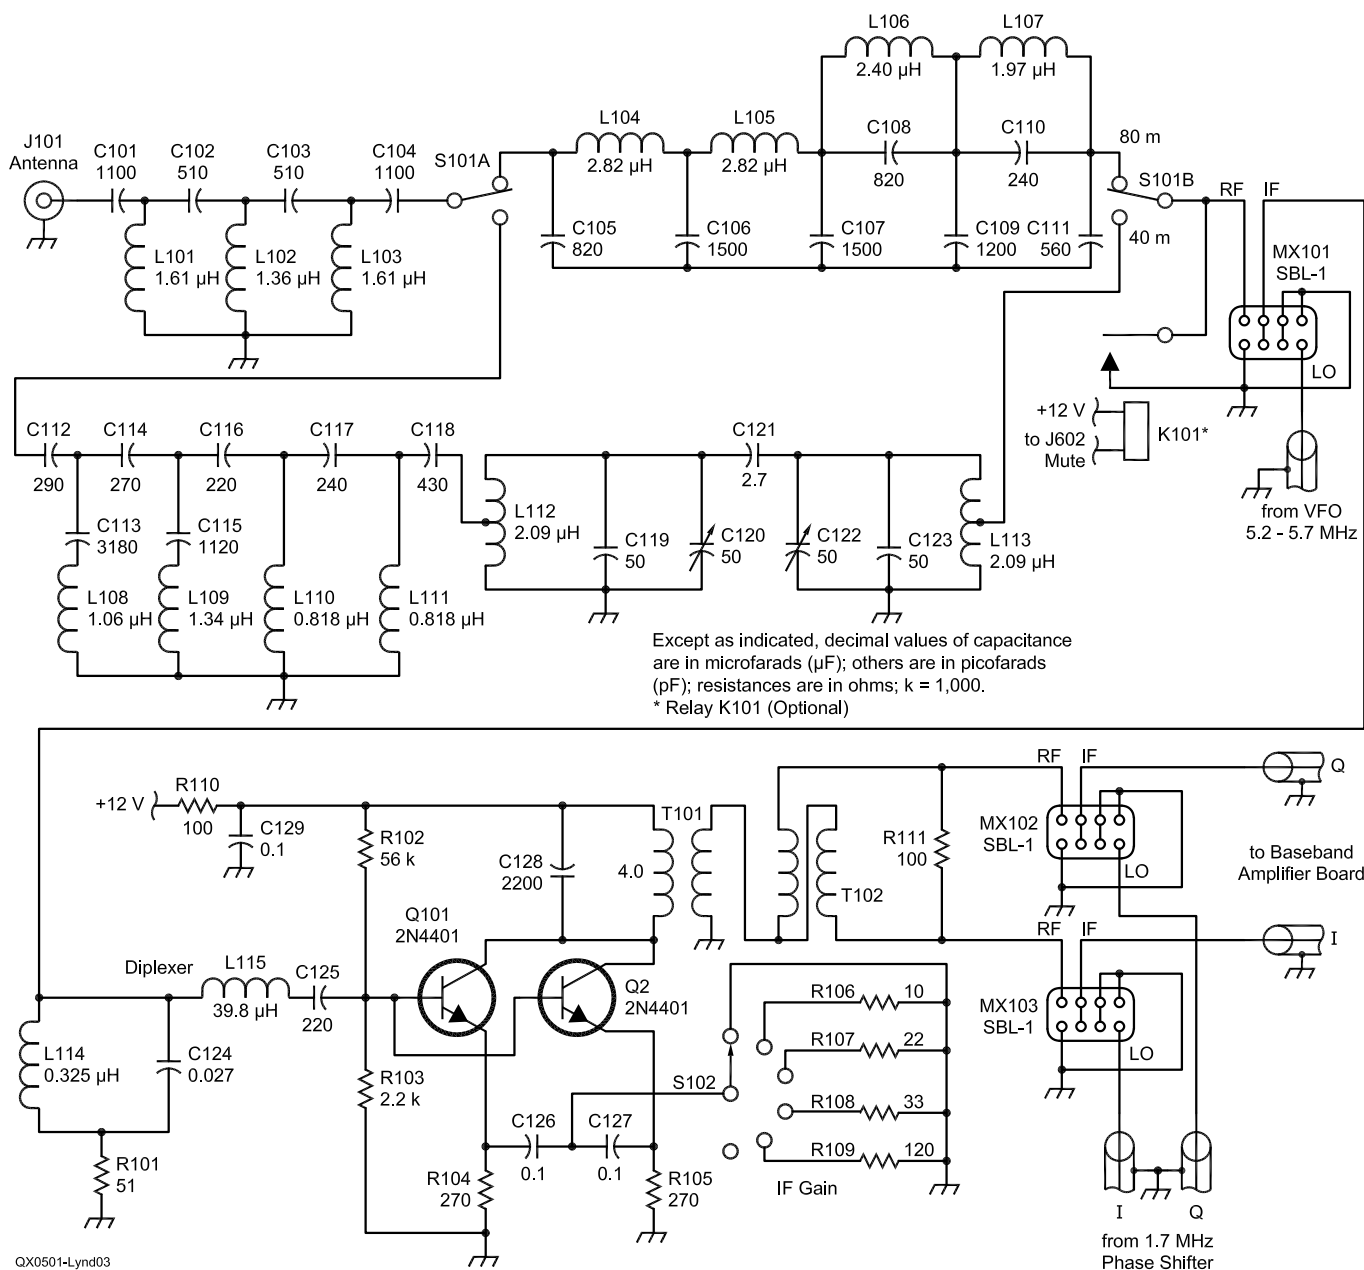 L106
2.40 µH
L107
1.97 µH
J101
Antenna
C101
1100
C102
510
C103
510
C104
1100
S101A
L104
2.82 µH
L105
2.82 µH
C108
820
C110
240
80 m
S101B
40 m
RF
IF
L101
1.61 µH
L102
1.36 µH
L103
1.61 µH
C105
820
C106
1500
C107
1500
C109
1200
C111
560
MX101
SBL-1
LO
+12 V
to J602
Mute
K101*
from VFO
5.2 - 5.7 MHz
C112
290
C114
270
C116
220
C117
240
C118
430
C121
2.7
C113
3180
C115
1120
L112
2.09 µH
C119
50
C120
50
C122
50
C123
50
L113
2.09 µH
L108
1.06 µH
L109
1.34 µH
L110
0.818 µH
L111
0.818 µH
Except as indicated, decimal values of capacitance
are in microfarads (µF); others are in picofarads
(pF); resistances are in ohms; k = 1,000.
* Relay K101 (Optional)
+12 V
R110
100
C129
0.1
R102
56 k
C128
2200
T101
4.0
T102
R111
100
RF
IF
MX102
SBL-1
LO
Q
to Baseband
Amplifier Board
I
Q101
2N4401
Q2
2N4401
Diplexer
L115
39.8 µH
C125
220
L114
0.325 µH
C124
0.027
R103
2.2 k
R101
51
C126
0.1
C127
0.1
R104
270
R105
270
S102
R106
10
R107
22
R108
33
R109
120
IF Gain
RF
IF
MX103
SBL-1
LO
I
Q
from 1.7 MHz
Phase Shifter
QX0501-Lynd03